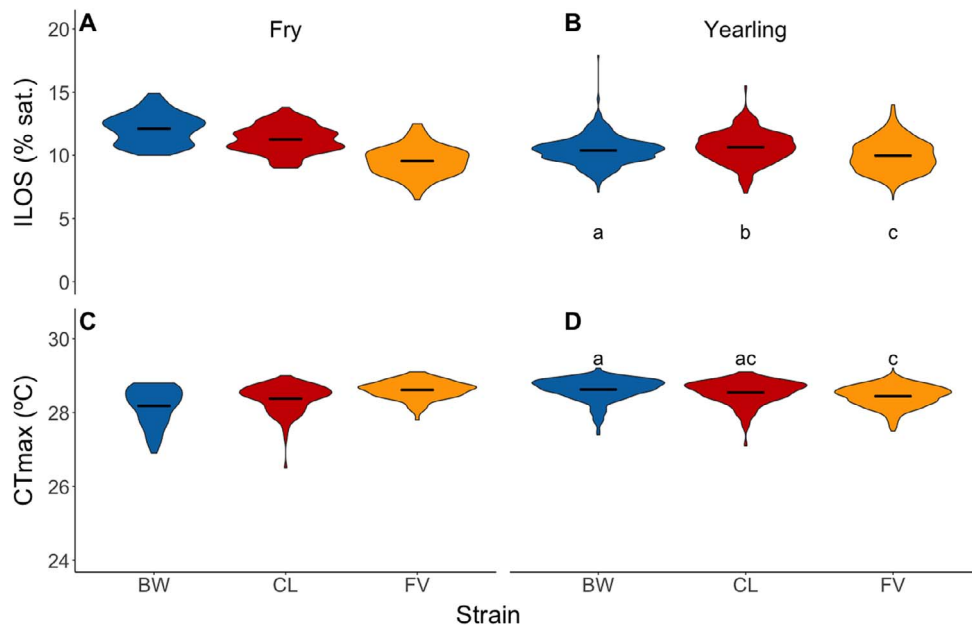 A Fry
B Yearling
ILOS (% sat.)
20
15
10
5
0
a b c
C
D
CTmax (ºC)
30
28
26
24
a ac c
BW CL FV
BW CL FV
Strain